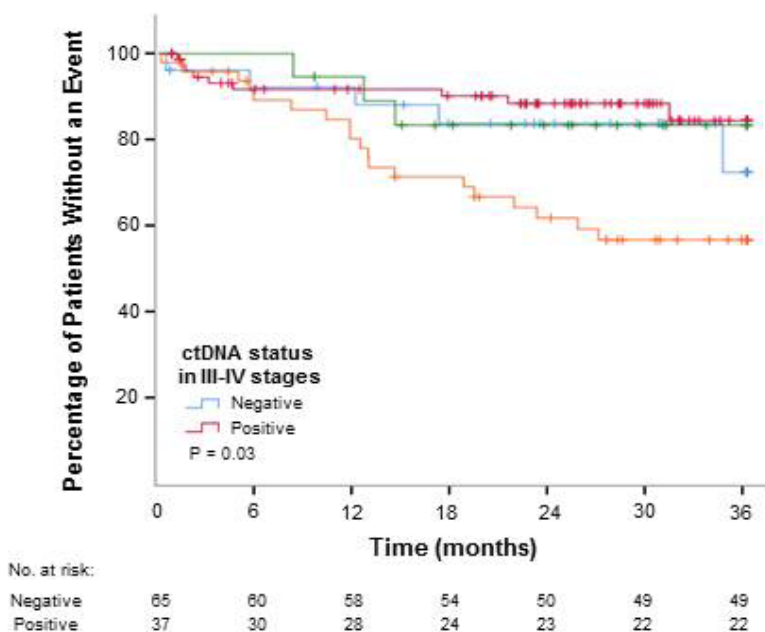 Percentage of Patients Without an Event
100
80
60
40
20
ctDNA status
in III-IV stages
Negative
Positive
P = 0.03
0 6 12 18 24 30 36
Time (months)
No. at risk:
Negative 65 60 58 54 50 49 49
Positive 37 30 28 24 23 22 22